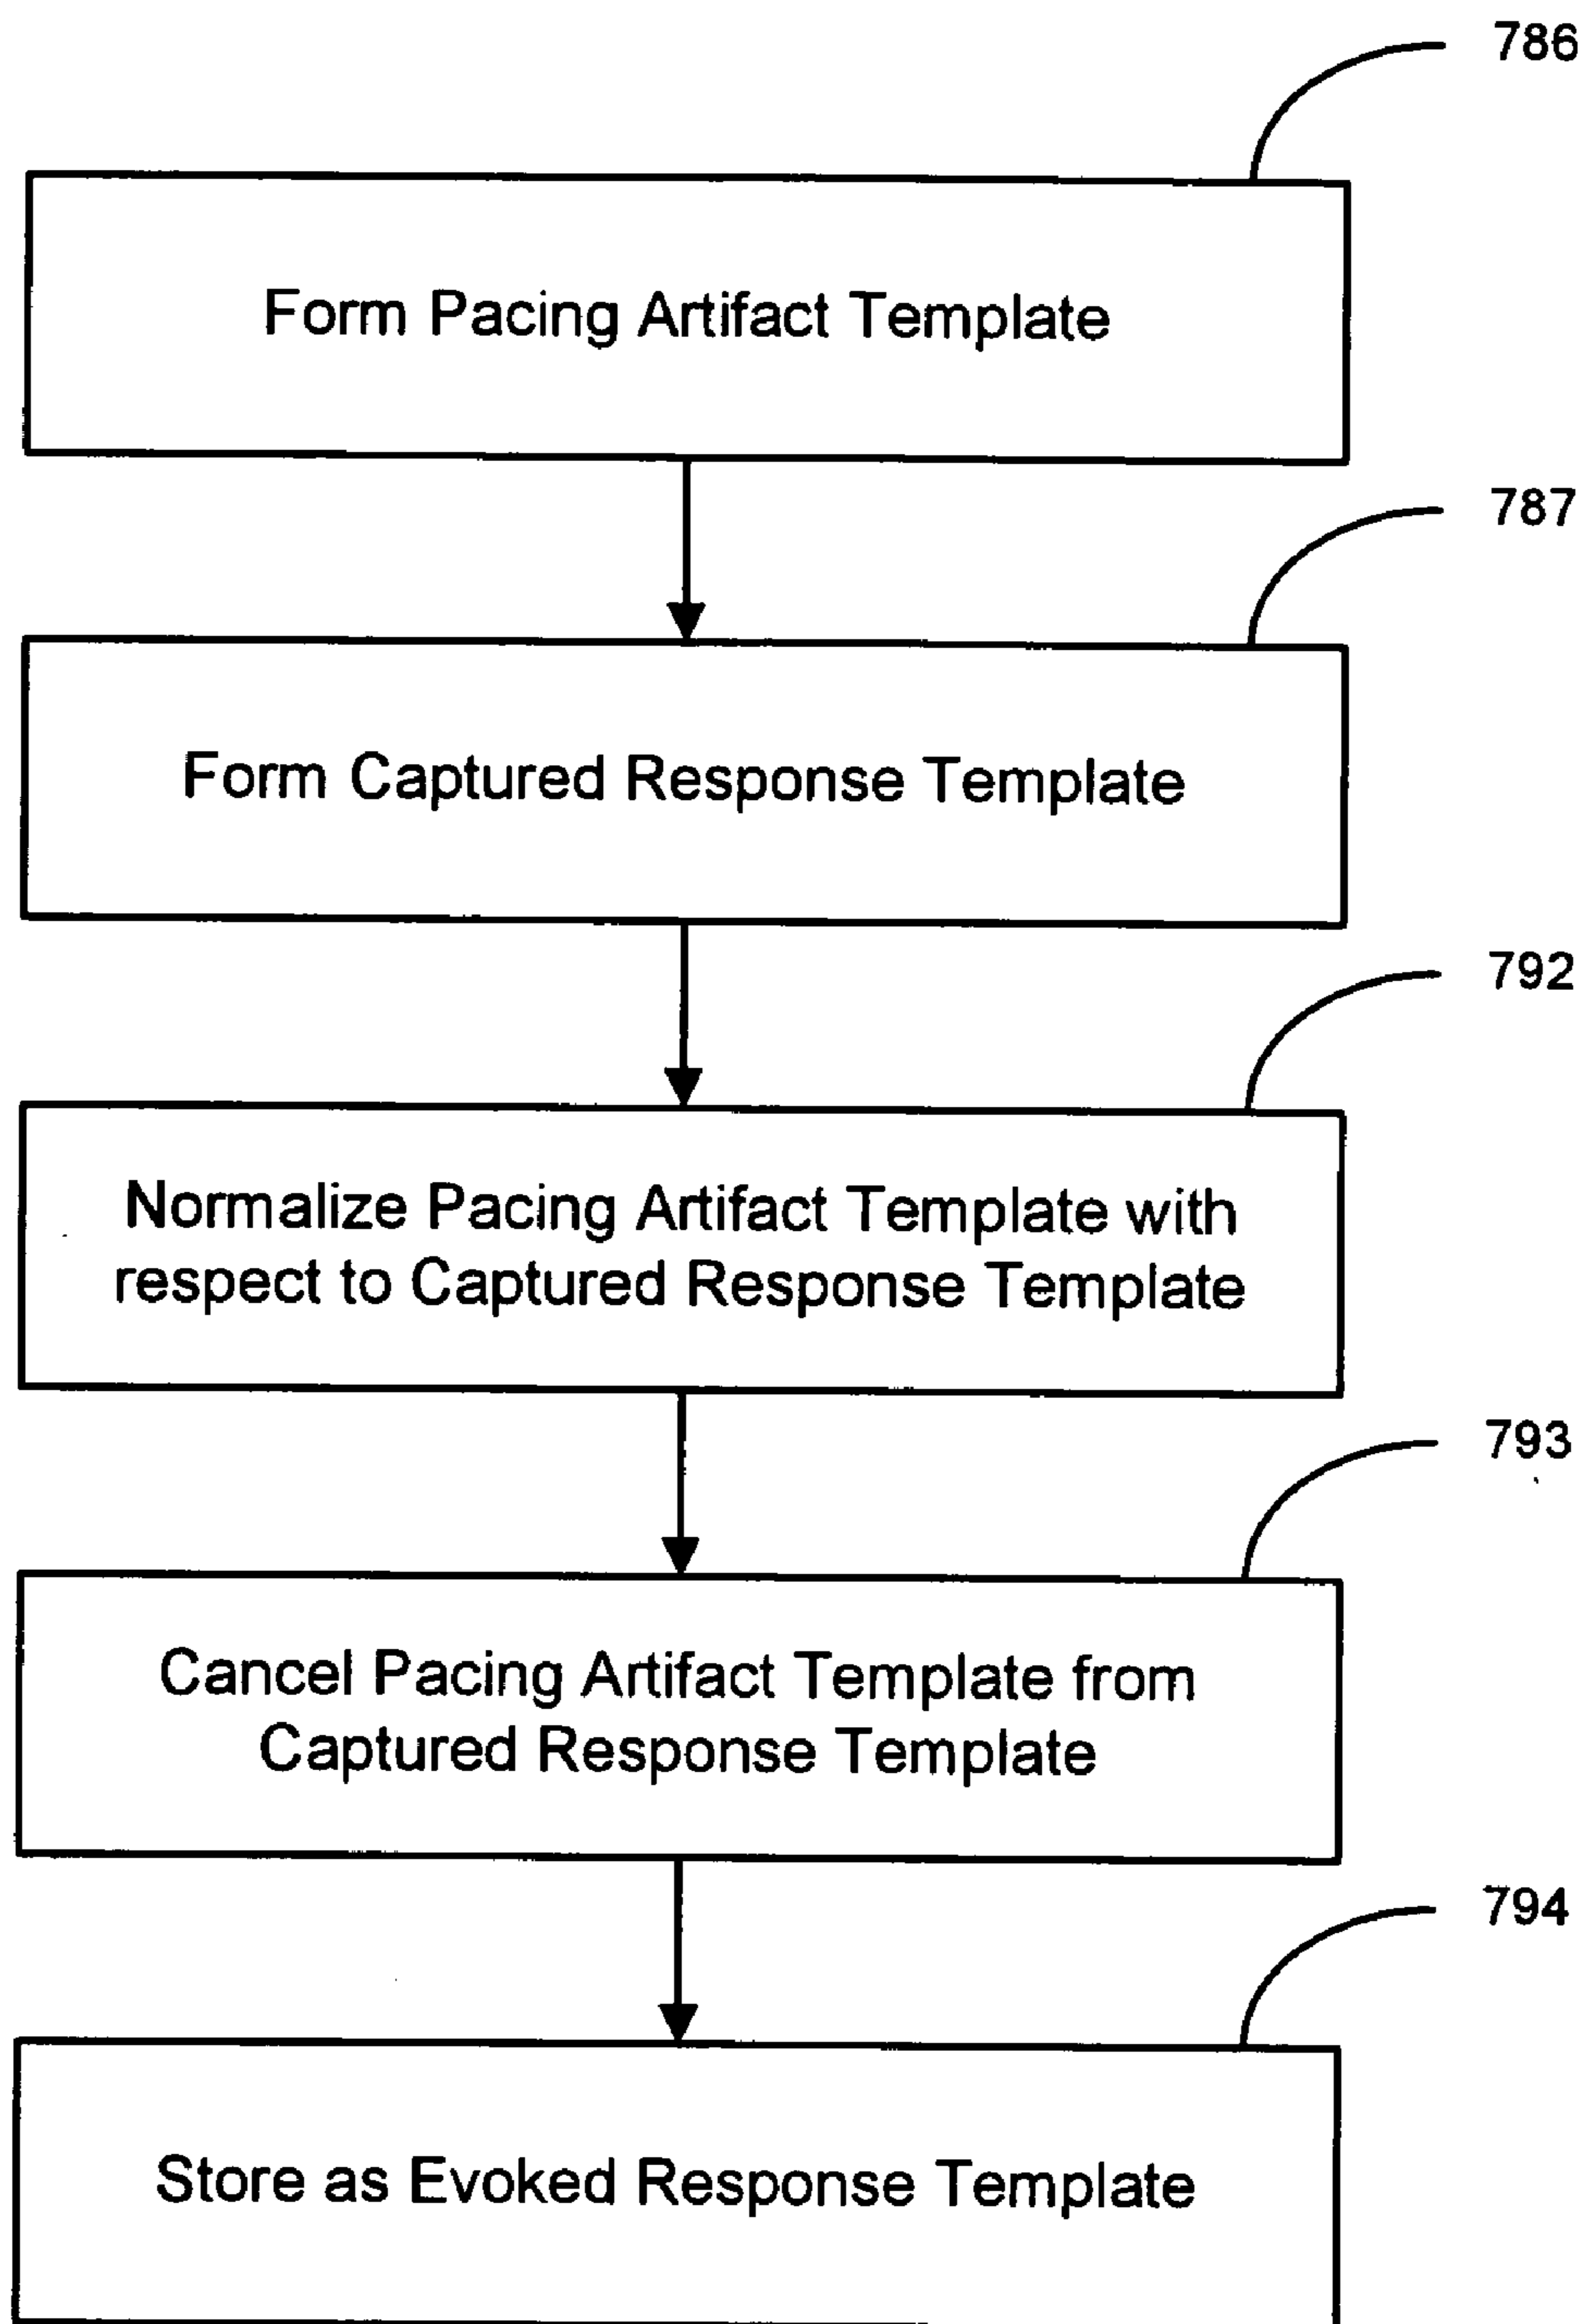 786
Form Pacing Artifact Template
787
Form Captured Response Template
792
Normalize Pacing Artifact Template with
respect to Captured Response Template
793
Cancel Pacing Artifact Template from
Captured Response Template
794
Store as Evoked Response Template